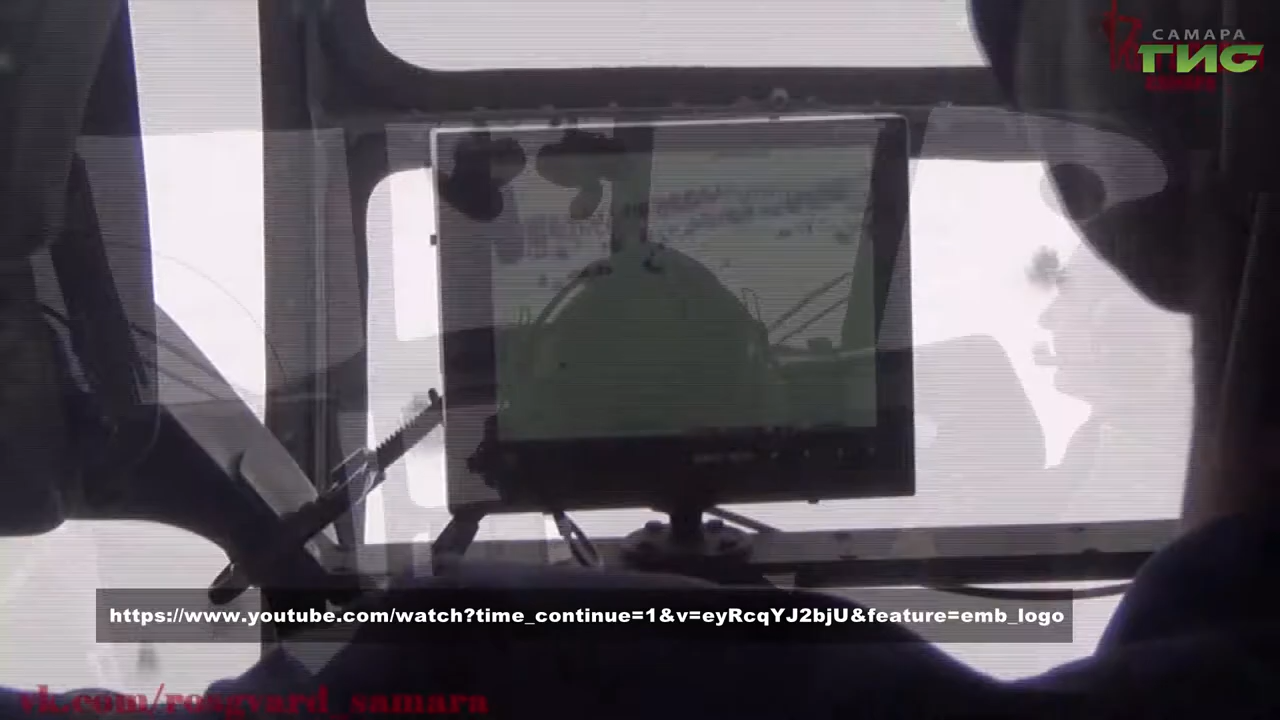 САМАРА
ГИС
https://www.youtube.com/watch?time_continue=1&v=eyRcqYJ2bjU&feature=emb_logo
vk.com/rosgvard_samara